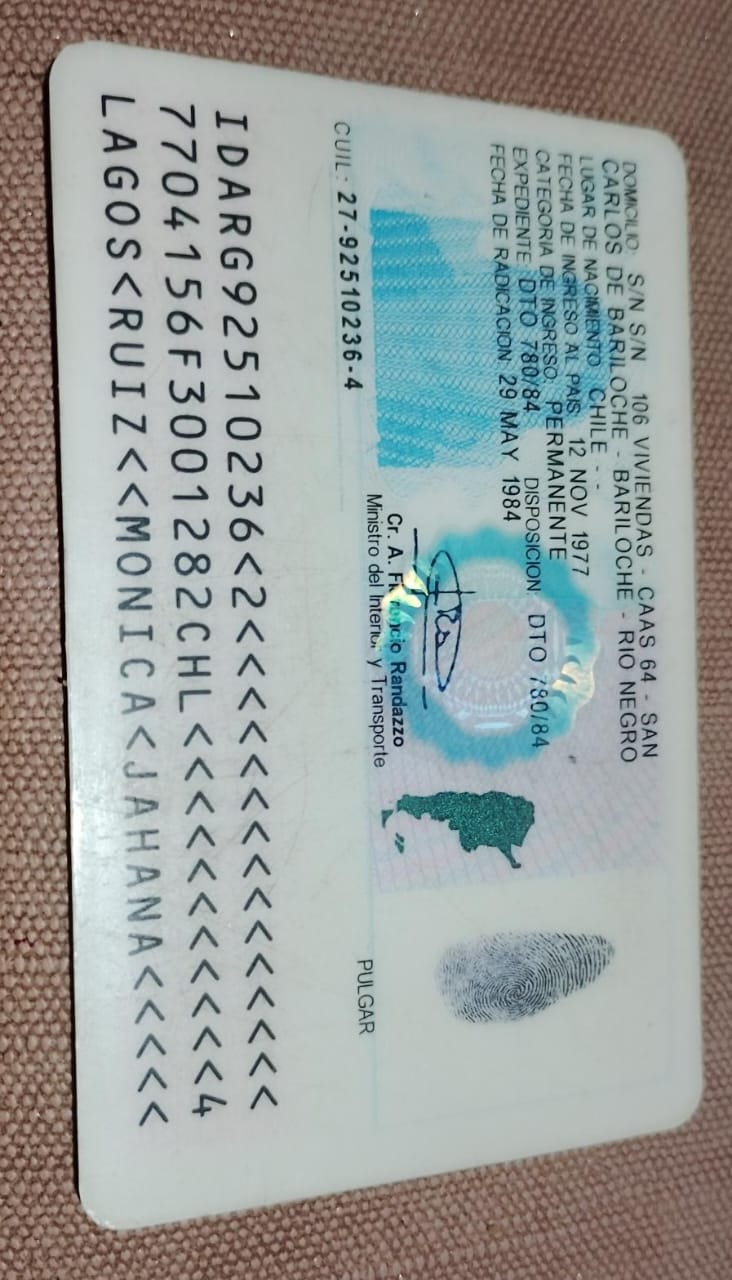 DOMICILIO: S/N S/N 106 VIVIENDAS - CAAS 64 - SAN
CARLOS DE BARILOCHE - BARILOCHE - RIO NEGRO
LUGAR DE NACIMIENTO: CHILE - -
FECHA DE INGRESO AL PAIS: 12 NOV 1977
CATEGORIA DE INGRESO: PERMANENTE
EXPEDIENTE: DTO 780/84 DISPOSICION: DTO 780/84
FECHA DE RADICACION: 29 MAY 1984
Cr. A. Florencio Randazzo
Ministro del Interior y Transporte
CUIL: 27-92510236-4
PULGAR
IDARG92510236<2<<<<<<<<<<<<<<<
7704156F3001282CHL<<<<<<<<<<<4
LAGOS<RUIZ<<MONICA<JAHANA<<<<<